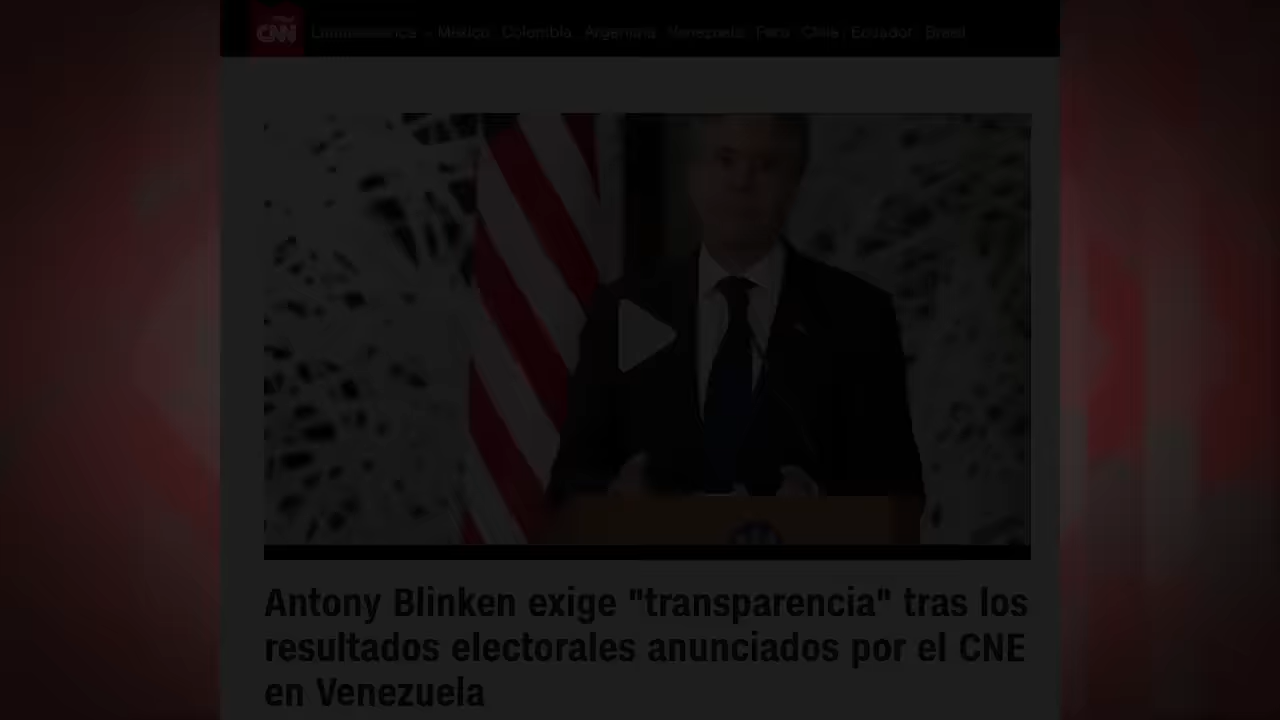 CNN
Latinoamérica México Colombia Argentina Venezuela Perú Chile Ecuador Brasil
Antony Blinken exige "transparencia" tras los
resultados electorales anunciados por el CNE
en Venezuela